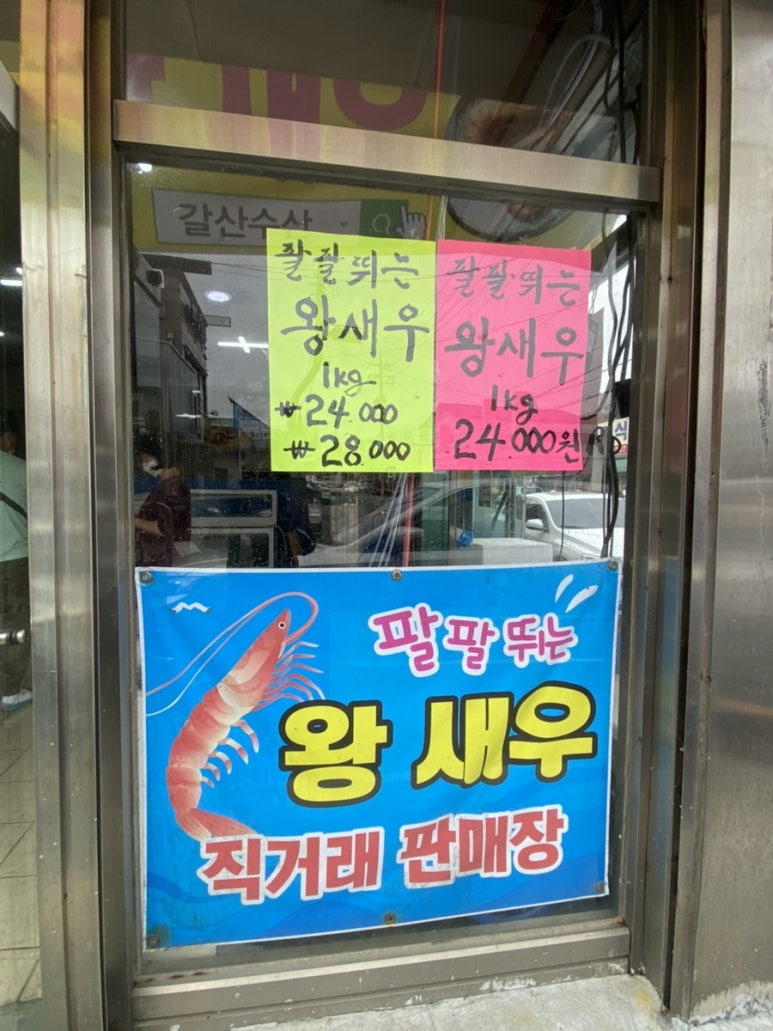 갈산수산
팔팔뛰는
왕새우
1kg
₩24.000
₩28.000
팔팔뛰는
왕새우
1kg
24.000원
팔팔 뛰는
왕 새우
직거래 판매장